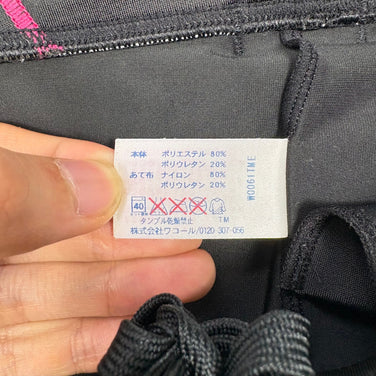 本体 ポリエステル 80%
ポリウレタン 20%
あて布 ナイロン 80%
ポリウレタン 20%
40
タンブル乾燥禁止 TM
株式会社ワコール/0120-307-056
WOO61TME